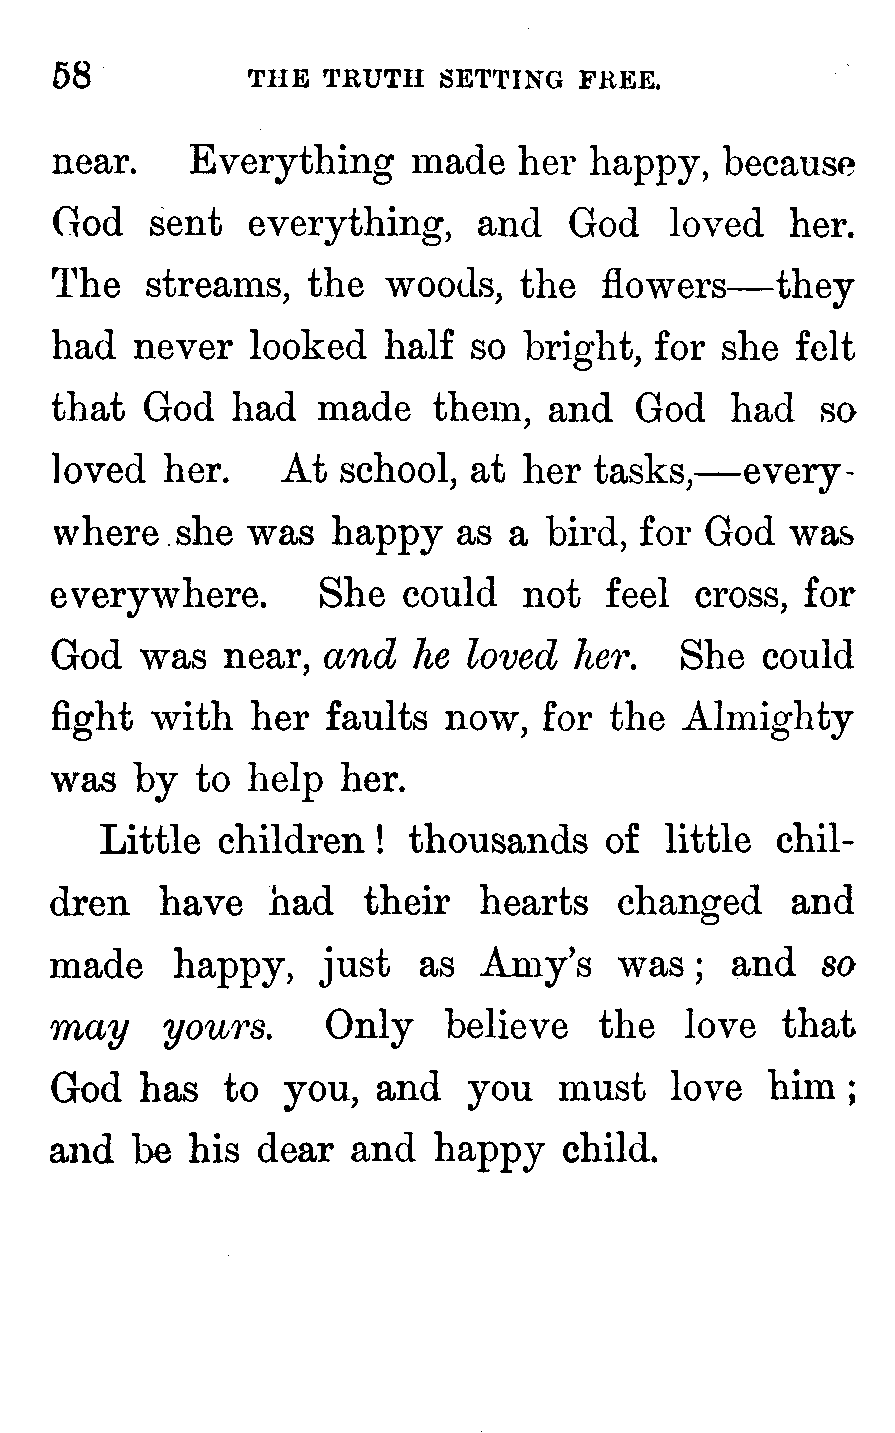 58 THE TRUTH SETTING FREE.
near. Everything made her happy, because
God sent everything, and God loved her.
The streams, the woods, the flowers—they
had never looked half so bright, for she felt
that God had made them, and God had so
loved her. At school, at her tasks,—every-
where she was happy as a bird, for God was
everywhere. She could not feel cross, for
God was near, and he loved her. She could
fight with her faults now, for the Almighty
was by to help her.
Little children! thousands of little chil-
dren have had their hearts changed and
made happy, just as Amy's was; and so
may yours. Only believe the love that
God has to you, and you must love him;
and be his dear and happy child.